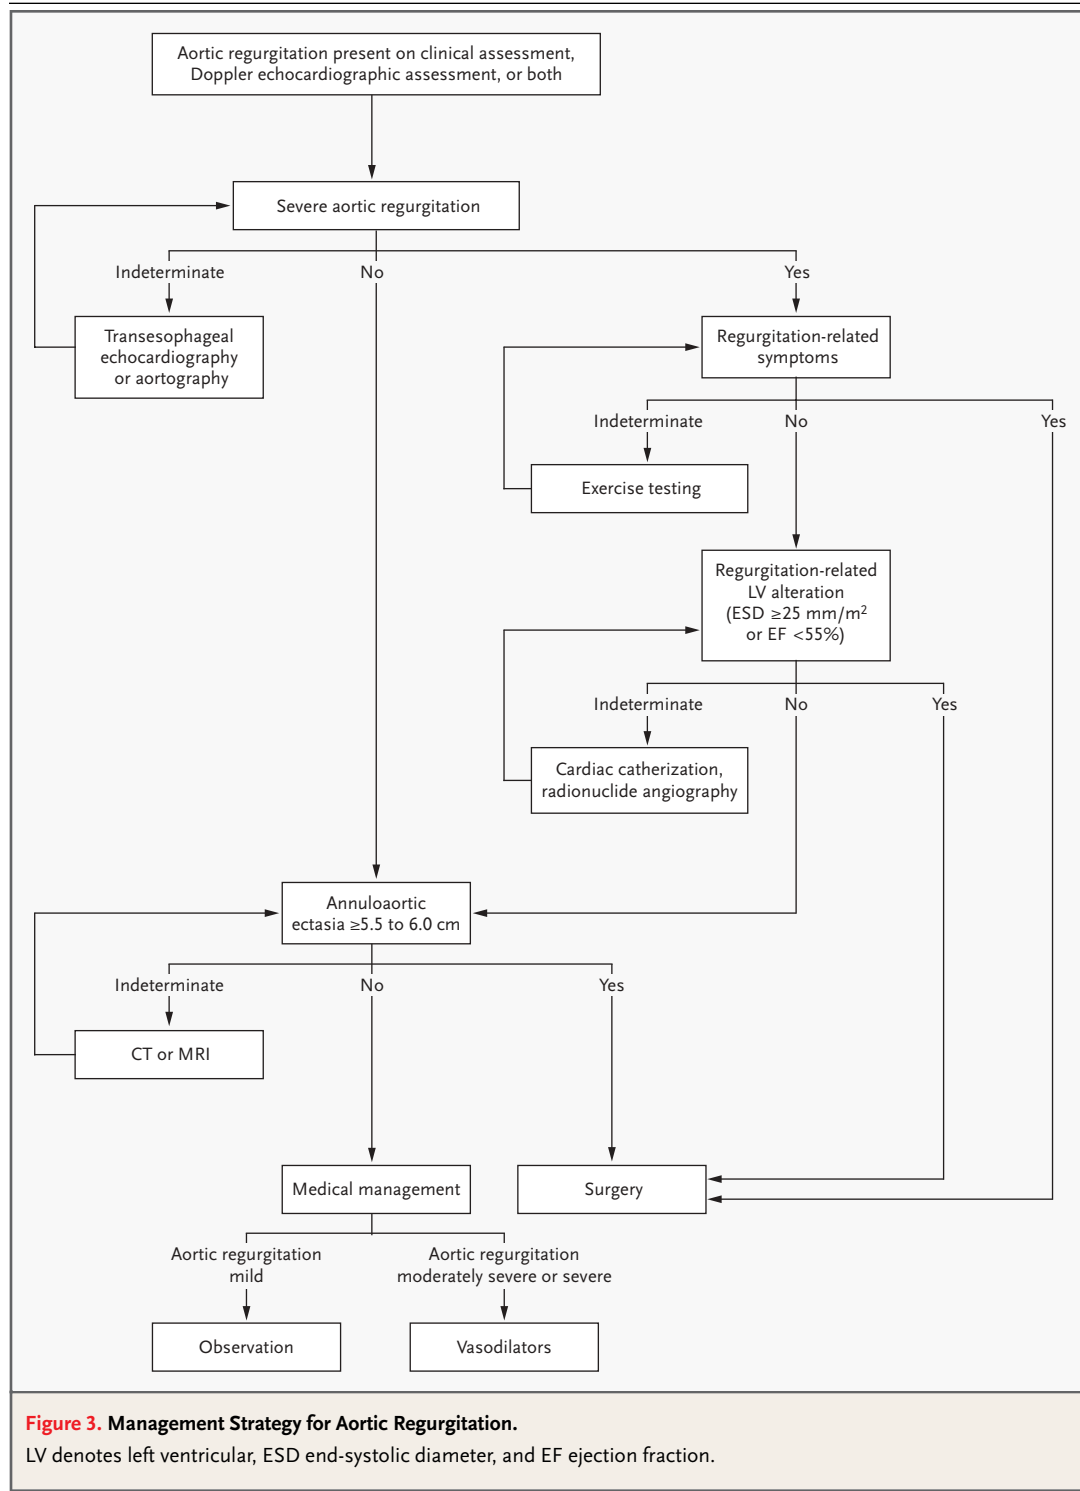 Aortic regurgitation present on clinical assessment,
Doppler echocardiographic assessment, or both
Severe aortic regurgitation
Indeterminate
No
Yes
Transesophageal
echocardiography
or aortography
Regurgitation-related
symptoms
Indeterminate
No
Yes
Exercise testing
Regurgitation-related
LV alteration
(ESD ≥25 mm/m²
or EF <55%)
Indeterminate
No
Yes
Cardiac catherization,
radionuclide angiography
Annuloaortic
ectasia ≥5.5 to 6.0 cm
Indeterminate
No
Yes
CT or MRI
Medical management
Surgery
Aortic regurgitation
mild
Aortic regurgitation
moderately severe or severe
Observation
Vasodilators
Figure 3. Management Strategy for Aortic Regurgitation.
LV denotes left ventricular, ESD end-systolic diameter, and EF ejection fraction.